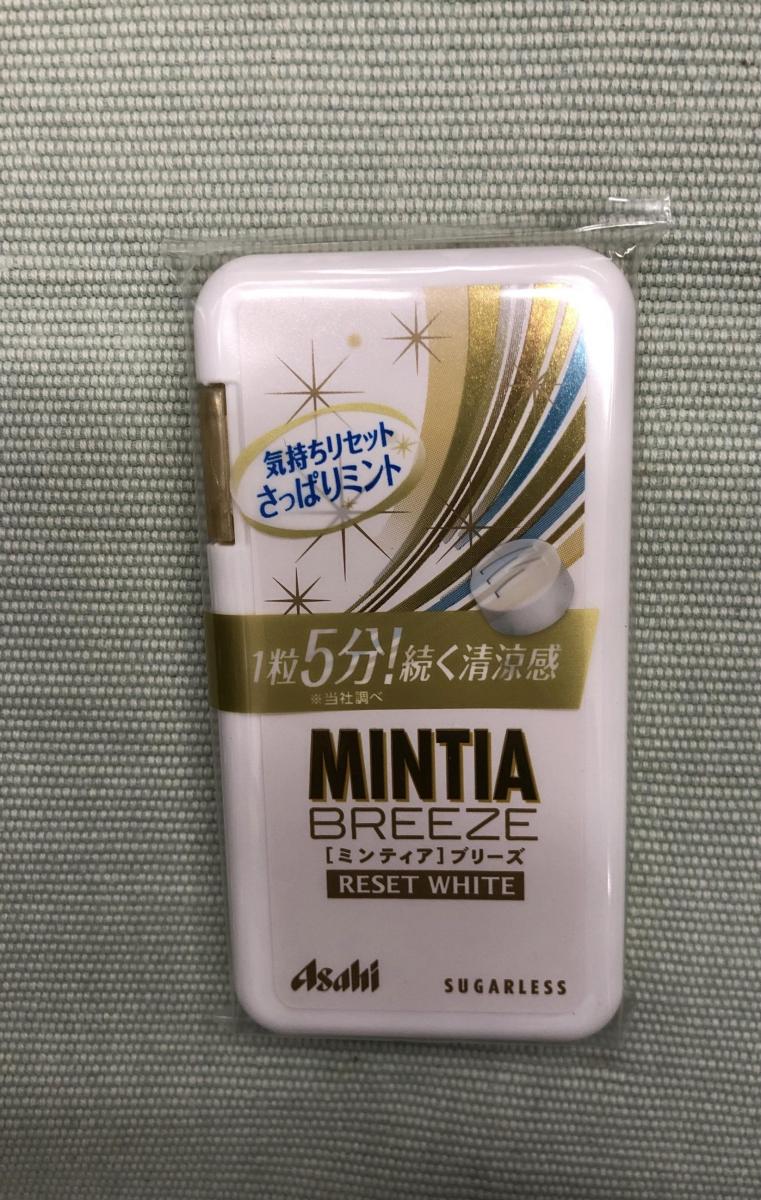 気持ちリセット
さっぱりミント
1粒5分!続く清涼感
※当社調べ
MINTIA
BREEZE
[ミンティア]ブリーズ
RESET WHITE
Asahi SUGARLESS